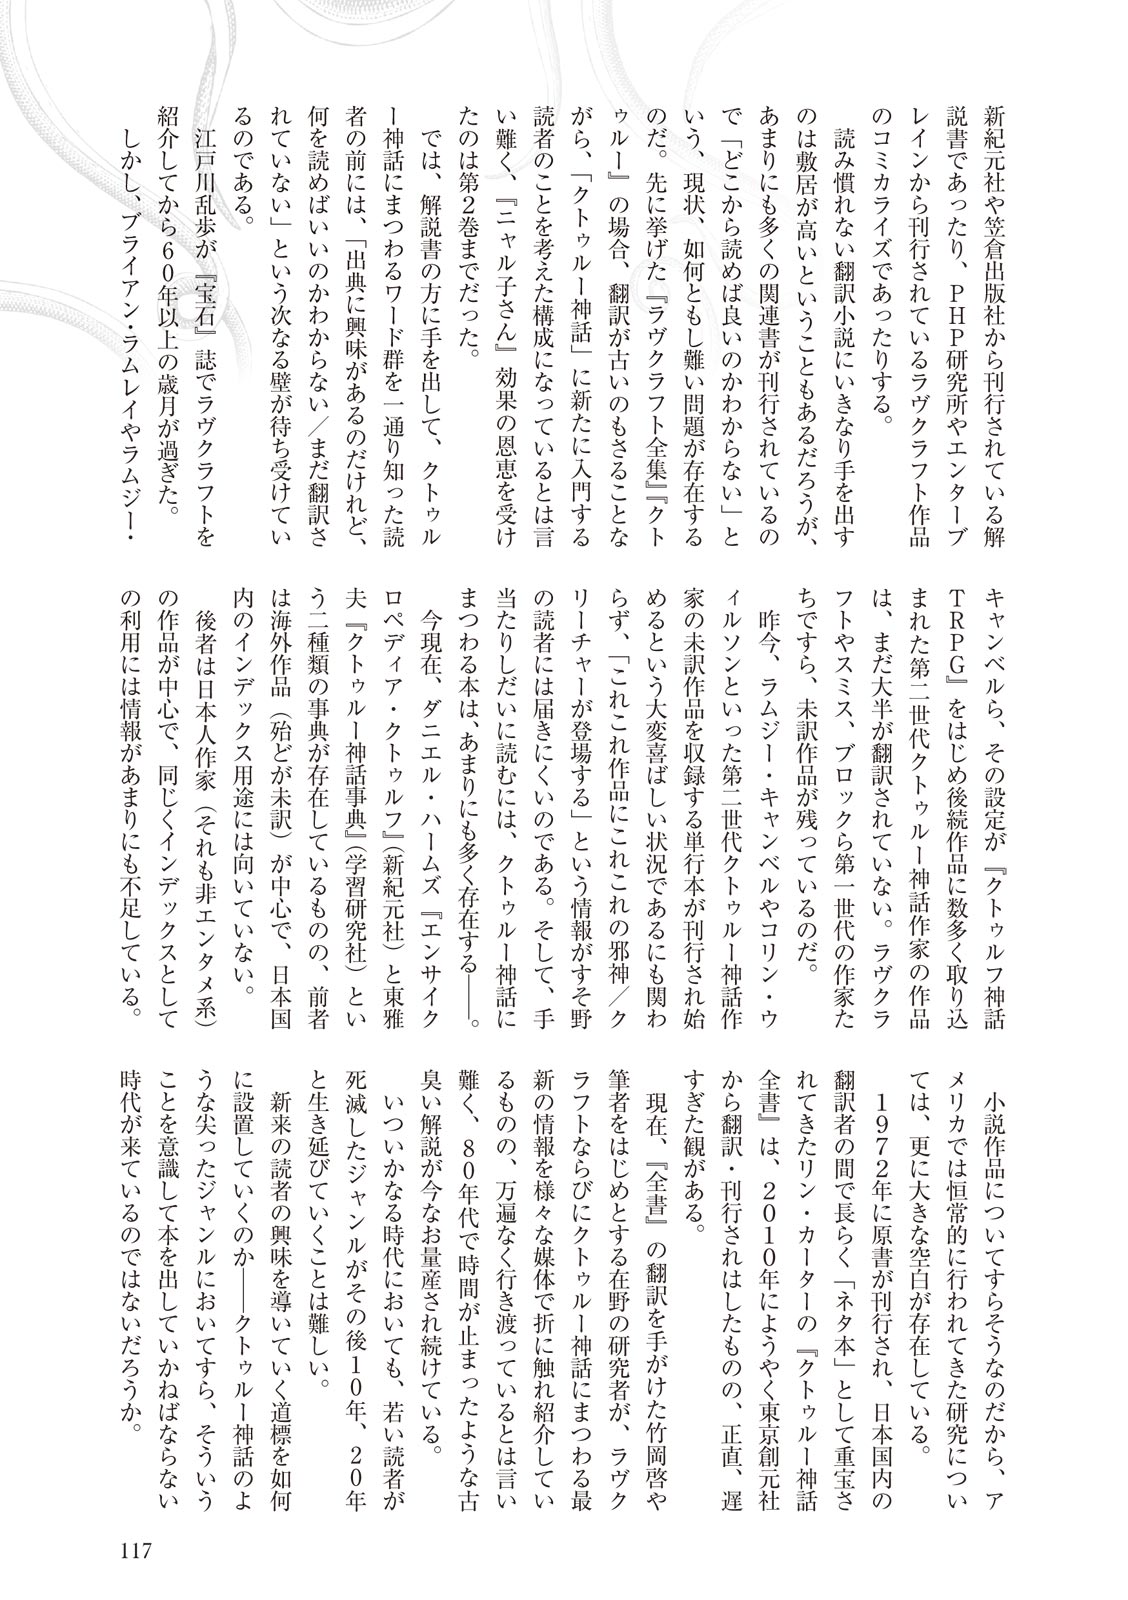 新紀元社や笠倉出版社から刊行されている解
説書であったり、PHP研究所やエンターブ
レインから刊行されているラヴクラフト作品
のコミカライズであったりする。
　読み慣れない翻訳小説にいきなり手を出す
のは敷居が高いということもあるだろうが、
あまりにも多くの関連書が刊行されているの
で「どこから読めば良いのかわからない」と
いう、現状、如何ともし難い問題が存在する
のだ。先に挙げた『ラヴクラフト全集』『クト
ゥルー』の場合、翻訳が古いのもさることな
がら、「クトゥルー神話」に新たに入門する
読者のことを考えた構成になっているとは言
い難く、『ニャル子さん』効果の恩恵を受け
たのは第2巻までだった。
　では、解説書の方に手を出して、クトゥル
ー神話にまつわるワード群を一通り知った読
者の前には、「出典に興味があるのだけれど、
何を読めばいいのかわからない／まだ翻訳さ
れていない」という次なる壁が待ち受けてい
るのである。
　江戸川乱歩が『宝石』誌でラヴクラフトを
紹介してから60年以上の歳月が過ぎた。
　しかし、ブライアン・ラムレイやラムジー・
キャンベルら、その設定が『クトゥルフ神話
TRPG』をはじめ後続作品に数多く取り込
まれた第二世代クトゥルー神話作家の作品
は、まだ大半が翻訳されていない。ラヴクラ
フトやスミス、ブロックら第一世代の作家た
ちですら、未訳作品が残っているのだ。
　昨今、ラムジー・キャンベルやコリン・ウ
ィルソンといった第二世代クトゥルー神話作
家の未訳作品を収録する単行本が刊行され始
めるという大変喜ばしい状況であるにも関わ
らず、「これこれ作品にこれこれの邪神／ク
リーチャーが登場する」という情報がすそ野
の読者には届きにくいのである。そして、手
当たりしだいに読むには、クトゥルー神話に
まつわる本は、あまりにも多く存在する――。
　今現在、ダニエル・ハームズ『エンサイク
ロペディア・クトゥルフ』（新紀元社）と東雅
夫『クトゥルー神話事典』（学習研究社）とい
う二種類の事典が存在しているものの、前者
は海外作品（殆どが未訳）が中心で、日本国
内のインデックス用途には向いていない。
　後者は日本人作家（それも非エンタメ系）
の作品が中心で、同じくインデックスとして
の利用には情報があまりにも不足している。
　小説作品についてすらそうなのだから、ア
メリカでは恒常的に行われてきた研究につい
ては、更に大きな空白が存在している。
　1972年に原書が刊行され、日本国内の
翻訳者の間で長らく「ネタ本」として重宝さ
れてきたリン・カーターの『クトゥルー神話
全書』は、2010年にようやく東京創元社
から翻訳・刊行されはしたものの、正直、遅
すぎた観がある。
　現在、『全書』の翻訳を手がけた竹岡啓や
筆者をはじめとする在野の研究者が、ラヴク
ラフトならびにクトゥルー神話にまつわる最
新の情報を様々な媒体で折に触れ紹介してい
るものの、万遍なく行き渡っているとは言い
難く、80年代で時間が止まったような古
臭い解説が今なお量産され続けている。
　いついかなる時代においても、若い読者が
死滅したジャンルがその後10年、20年
と生き延びていくことは難しい。
　新来の読者の興味を導いていく道標を如何
に設置していくのか――クトゥルー神話のよ
うな尖ったジャンルにおいてすら、そういう
ことを意識して本を出していかねばならない
時代が来ているのではないだろうか。
117